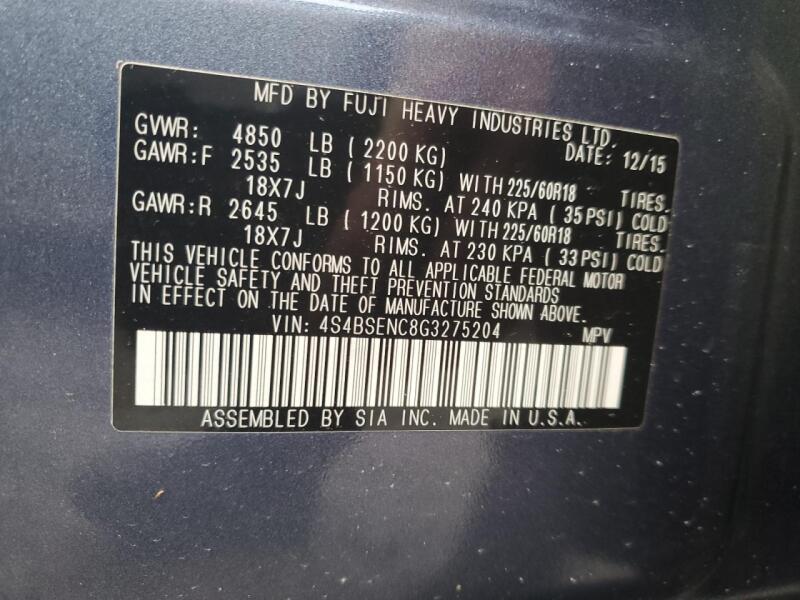 MFD BY FUJI HEAVY INDUSTRIES LTD.
GVWR: 4850 LB ( 2200 KG) DATE: 12/15
GAWR:F 2535 LB ( 1150 KG) WITH 225/60R18 TIRES.
18X7J RIMS. AT 240 KPA ( 35 PSI) COLD
GAWR:R 2645 LB ( 1200 KG) WITH 225/60R18 TIRES.
18X7J RIMS. AT 230 KPA ( 33 PSI) COLD
THIS VEHICLE CONFORMS TO ALL APPLICABLE FEDERAL MOTOR
VEHICLE SAFETY AND THEFT PREVENTION STANDARDS
IN EFFECT ON THE DATE OF MANUFACTURE SHOWN ABOVE.
VIN: 4S4BSENC8G3275204 MPV
ASSEMBLED BY SIA INC. MADE IN U.S.A.